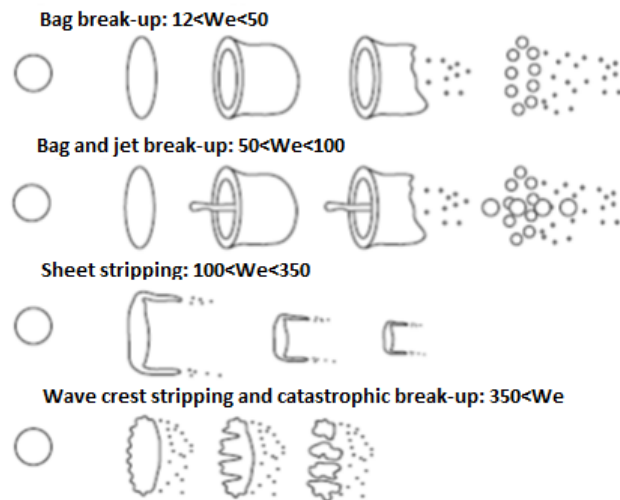 Bag break-up: 12<We<50
Bag and jet break-up: 50<We<100
Sheet stripping: 100<We<350
Wave crest stripping and catastrophic break-up: 350<We